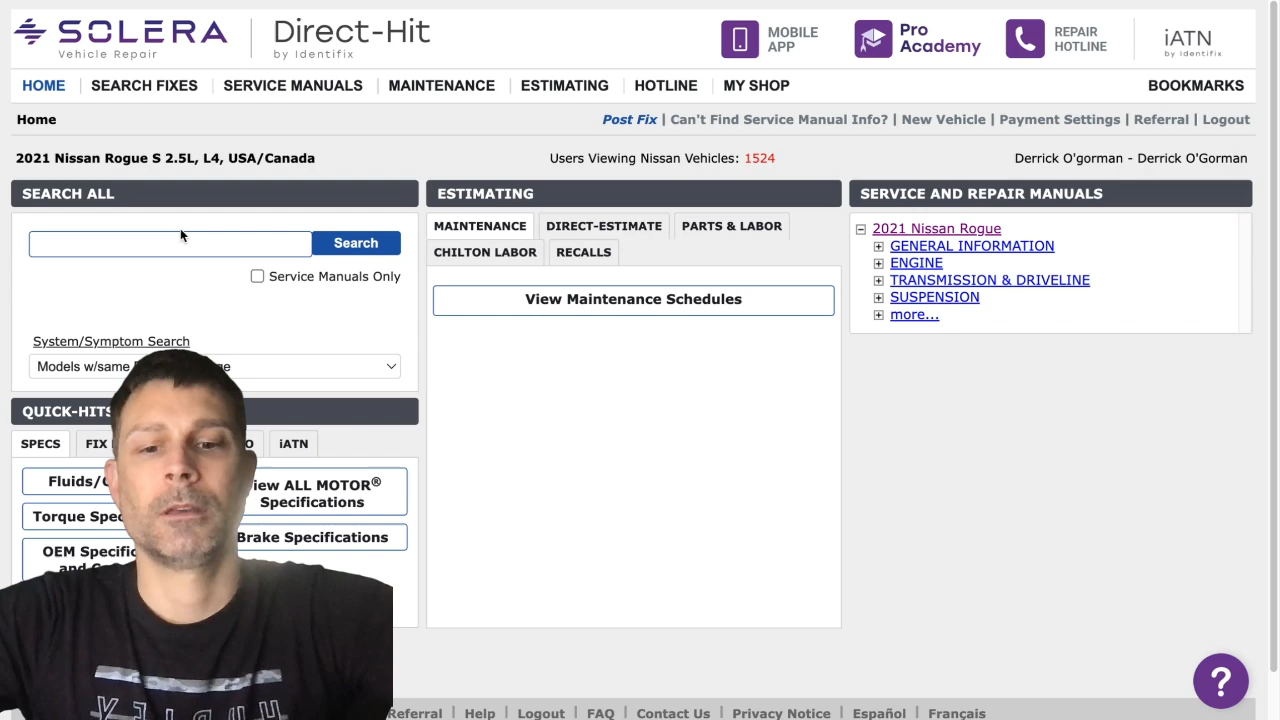 SOLERA
Vehicle Repair
Direct-Hit
by Identifix
MOBILE
APP
Pro
Academy
REPAIR
HOTLINE
iATN
by Identifix
HOME SEARCH FIXES SERVICE MANUALS MAINTENANCE ESTIMATING HOTLINE MY SHOP BOOKMARKS
Home
Post Fix | Can't Find Service Manual Info? | New Vehicle | Payment Settings | Referral | Logout
2021 Nissan Rogue S 2.5L, L4, USA/Canada
Users Viewing Nissan Vehicles: 1524
Derrick O'gorman - Derrick O'Gorman
SEARCH ALL
Search
Service Manuals Only
System/Symptom Search
Models w/same
QUICK-HITS
SPECS FIX iATN
Fluids/
View ALL MOTOR®
Specifications
Torque Spec
Brake Specifications
OEM Specific
and
ESTIMATING
MAINTENANCE DIRECT-ESTIMATE PARTS & LABOR
CHILTON LABOR RECALLS
View Maintenance Schedules
SERVICE AND REPAIR MANUALS
2021 Nissan Rogue
GENERAL INFORMATION
ENGINE
TRANSMISSION & DRIVELINE
SUSPENSION
more...
?
Referral | Help | Logout | FAQ | Contact Us | Privacy Notice | Español | Français